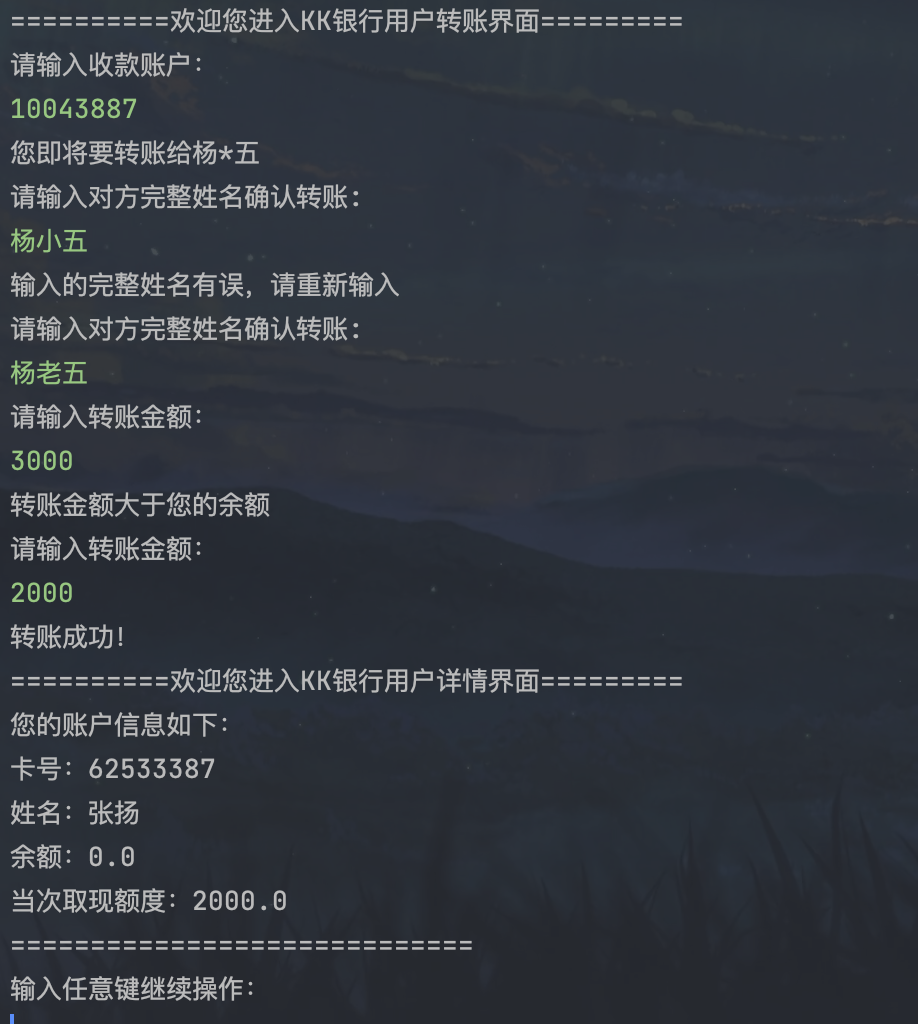 ==========欢迎您进入KK银行用户转账界面=========
请输入收款账户：
10043887
您即将要转账给杨*五
请输入对方完整姓名确认转账：
杨小五
输入的完整姓名有误，请重新输入
请输入对方完整姓名确认转账：
杨老五
请输入转账金额：
3000
转账金额大于您的余额
请输入转账金额：
2000
转账成功！
==========欢迎您进入KK银行用户详情界面=========
您的账户信息如下：
卡号：62533387
姓名：张扬
余额：0.0
当次取现额度：2000.0
=============================
输入任意键继续操作：